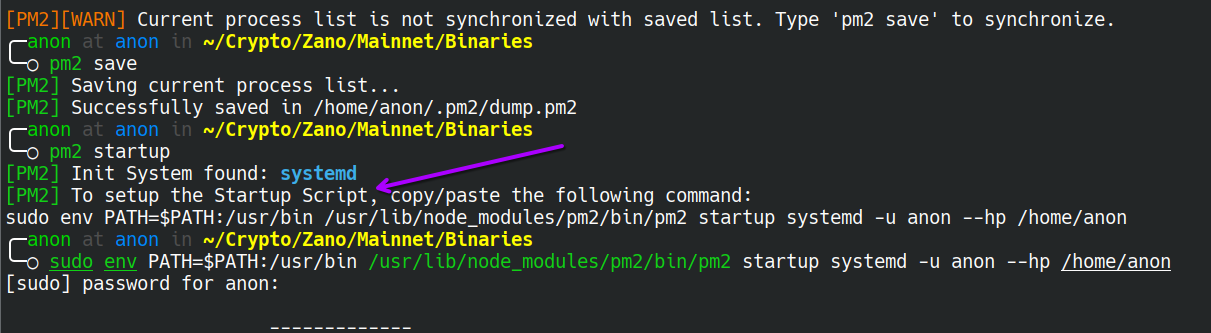 [PM2][WARN] Current process list is not synchronized with saved list. Type 'pm2 save' to synchronize.
anon at anon in ~/Crypto/Zano/Mainnet/Binaries
pm2 save
[PM2] Saving current process list...
[PM2] Successfully saved in /home/anon/.pm2/dump.pm2
anon at anon in ~/Crypto/Zano/Mainnet/Binaries
pm2 startup
[PM2] Init System found: systemd
[PM2] To setup the Startup Script, copy/paste the following command:
sudo env PATH=$PATH:/usr/bin /usr/lib/node_modules/pm2/bin/pm2 startup systemd -u anon --hp /home/anon
anon at anon in ~/Crypto/Zano/Mainnet/Binaries
sudo env PATH=$PATH:/usr/bin /usr/lib/node_modules/pm2/bin/pm2 startup systemd -u anon --hp /home/anon
[sudo] password for anon:
-------------